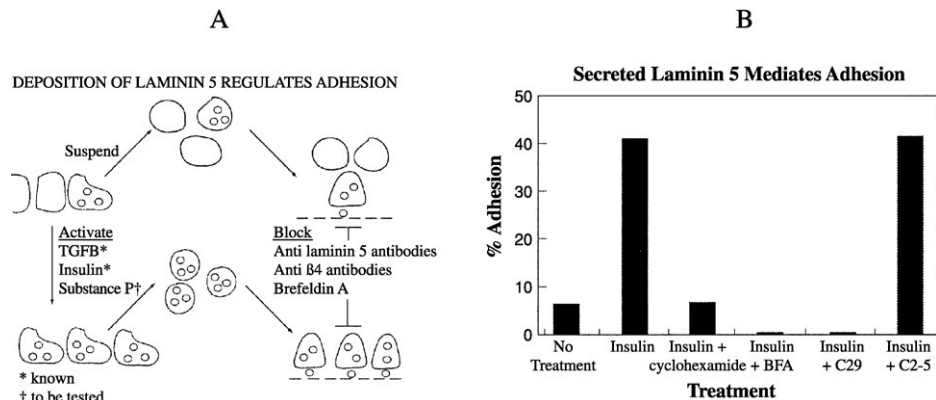 A
DEPOSITION OF LAMININ 5 REGULATES ADHESION
Suspend
Activate
TGFB*
Insulin*
Substance P†
Block
Anti laminin 5 antibodies
Anti ß4 antibodies
Brefeldin A
* known
† to be tested
B
Secreted Laminin 5 Mediates Adhesion
% Adhesion
50
40
30
20
10
0
No
Treatment
Insulin
Insulin +
cyclohexamide
Insulin
+ BFA
Insulin
+ C29
Insulin
+ C2-5
Treatment